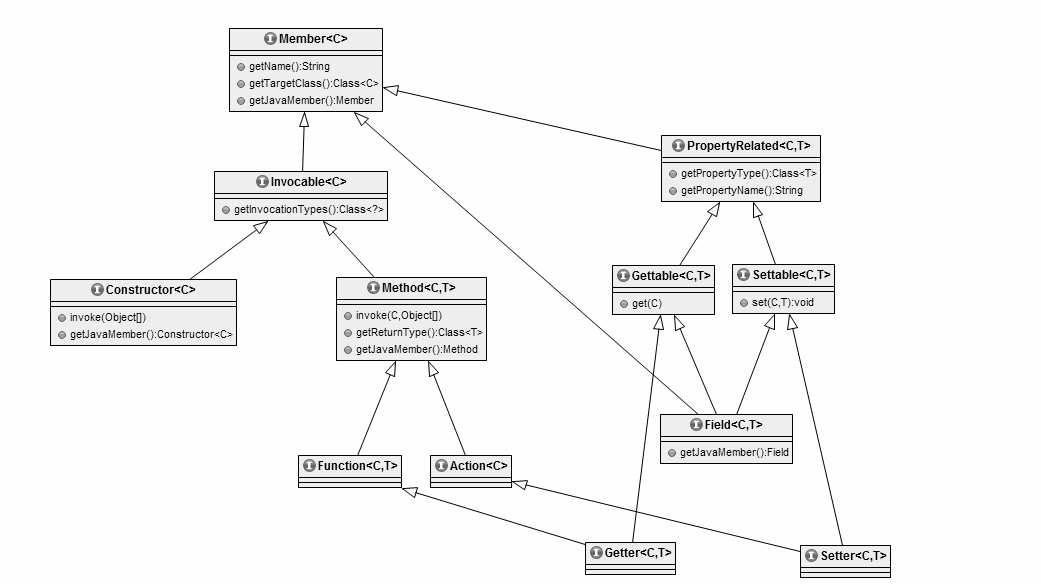 Member<C>
getName():String
getTargetClass():Class<C>
getJavaMember():Member
PropertyRelated<C,T>
getPropertyType():Class<T>
getPropertyName():String
Invocable<C>
getInvocationTypes():Class<?>
Gettable<C,T>
get(C)
Settable<C,T>
set(C,T):void
Constructor<C>
invoke(Object[])
getJavaMember():Constructor<C>
Method<C,T>
invoke(C,Object[])
getReturnType():Class<T>
getJavaMember():Method
Field<C,T>
getJavaMember():Field
Function<C,T>
Action<C>
Getter<C,T>
Setter<C,T>